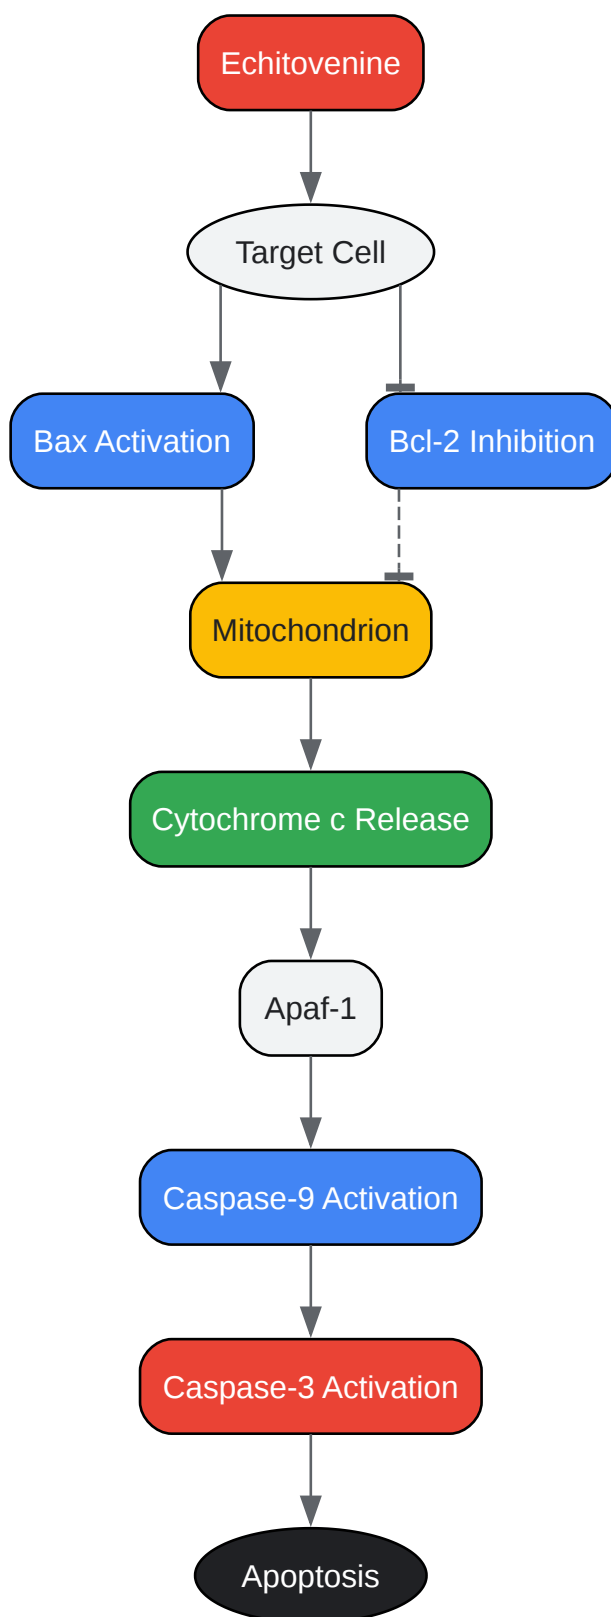 Echitovenine
Target Cell
Bax Activation
Bcl-2 Inhibition
Mitochondrion
Cytochrome c Release
Apaf-1
Caspase-9 Activation
Caspase-3 Activation
Apoptosis